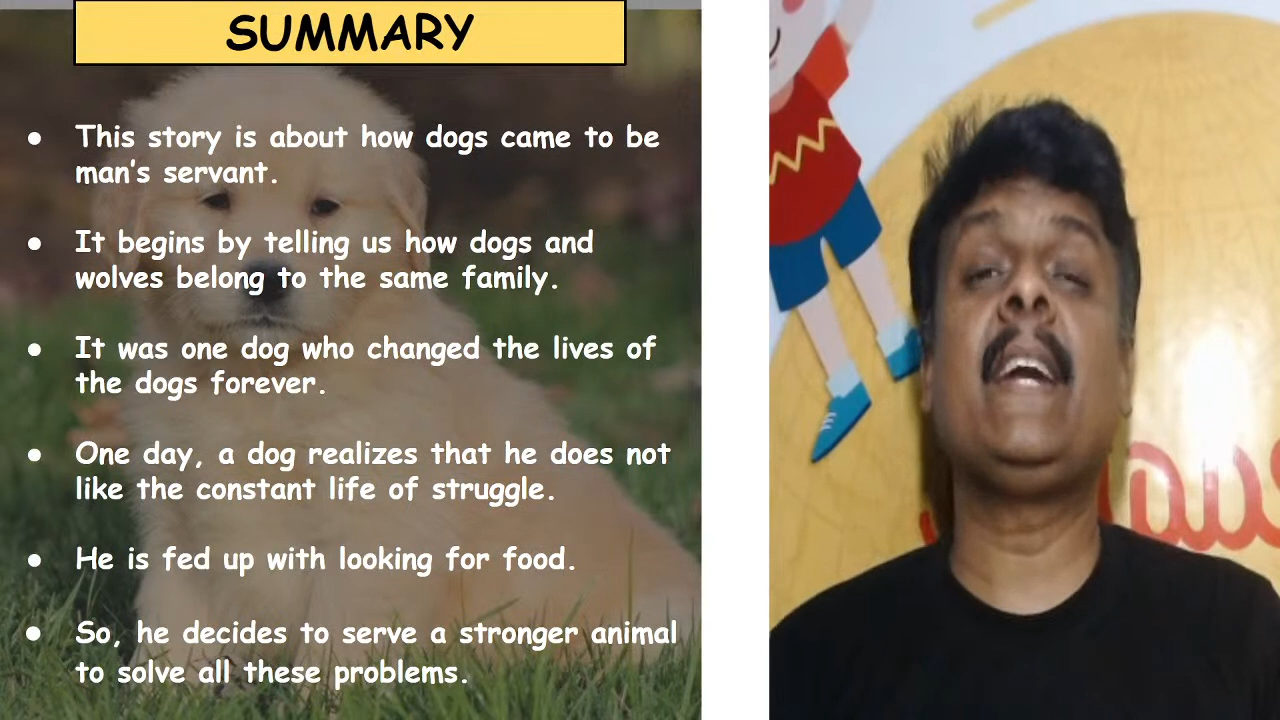 SUMMARY
• This story is about how dogs came to be
man's servant.
• It begins by telling us how dogs and
wolves belong to the same family.
• It was one dog who changed the lives of
the dogs forever.
• One day, a dog realizes that he does not
like the constant life of struggle.
• He is fed up with looking for food.
• So, he decides to serve a stronger animal
to solve all these problems.